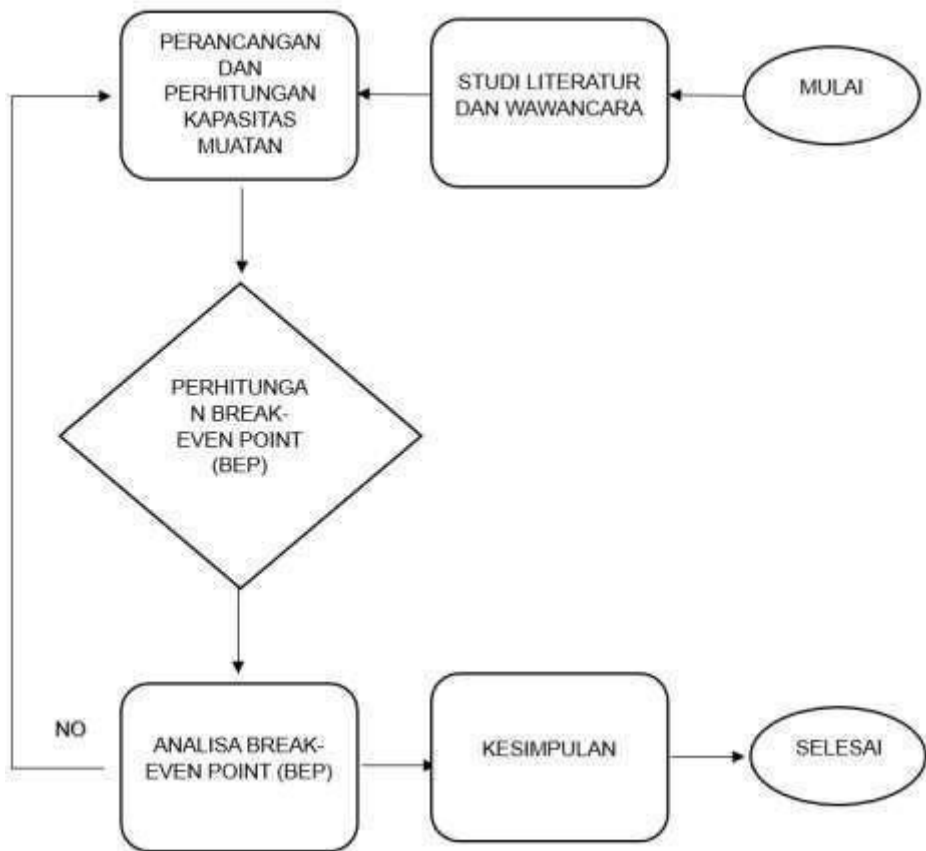 MULAI
STUDI LITERATUR
DAN WAWANCARA
PERANCANGAN
DAN
PERHITUNGAN
KAPASITAS
MUATAN
PERHITUNGA
N BREAK-
EVEN POINT
(BEP)
NO
ANALISA BREAK-
EVEN POINT (BEP)
KESIMPULAN
SELESAI